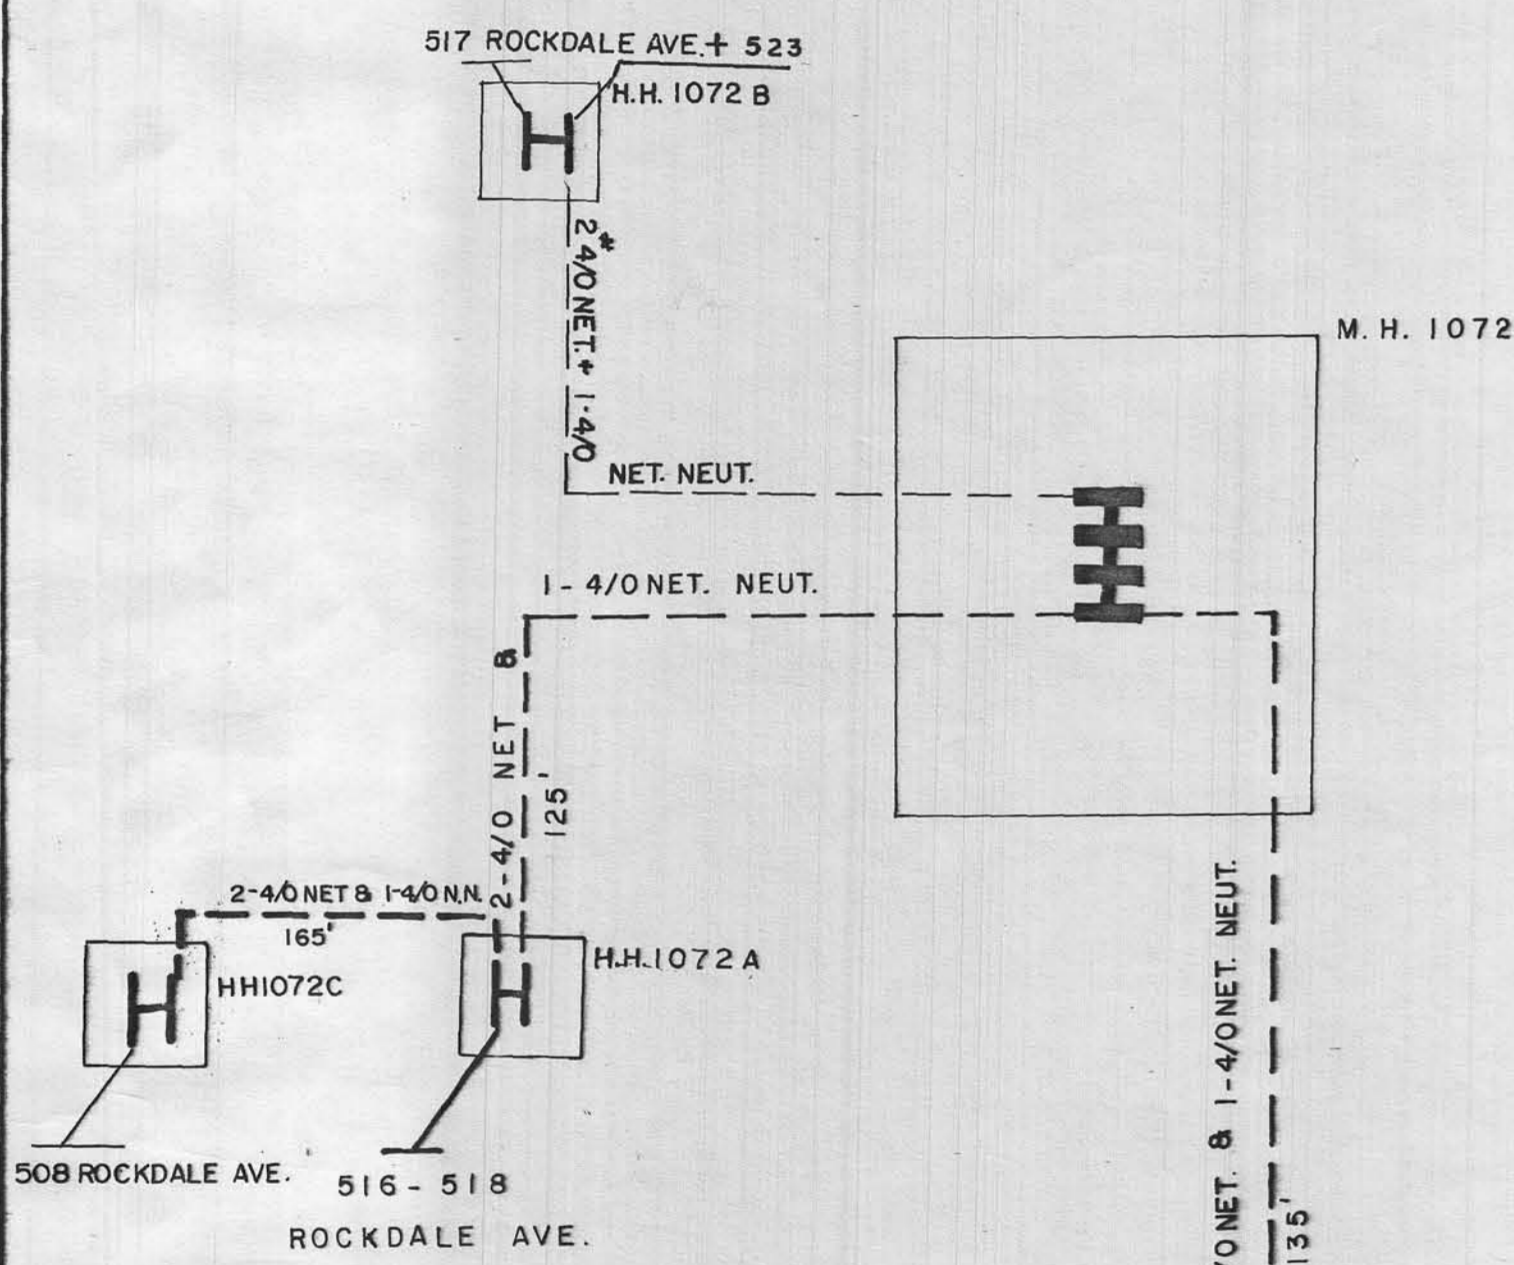 517 ROCKDALE AVE.+ 523
H.H. 1072 B
2# 4/0 NET. + 1-4/0
NET. NEUT.
M. H. 1072
1 - 4/0 NET. NEUT.
2-4/0 NET &
125'
2-4/0 NET & 1-4/0 N.N.
165'
HH1072C
H.H.1072 A
508 ROCKDALE AVE.
516 - 518
ROCKDALE AVE.
/0 NET. & 1-4/0 NET. NEUT.
135'